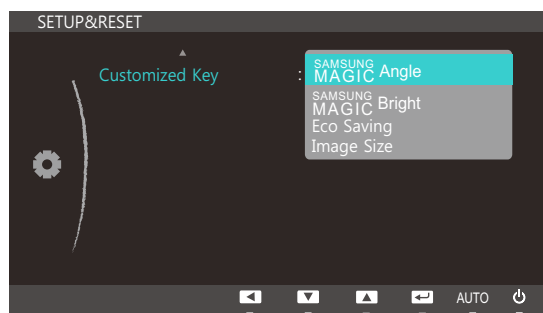 SETUP&RESET
Customized Key : SAMSUNG MAGIC Angle
SAMSUNG MAGIC Bright
Eco Saving
Image Size
AUTO